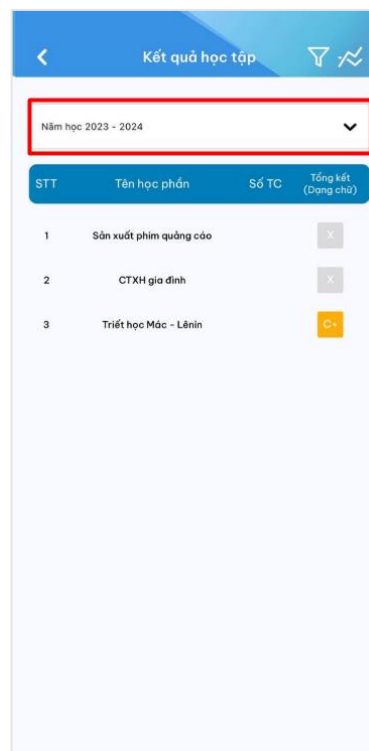 Kết quả học tập
Năm học 2023 - 2024
STT Tên học phần Số TC Tổng kết
(Dạng chữ)
1 Sản xuất phim quảng cáo X
2 CTXH gia đình X
3 Triết học Mác - Lênin C+